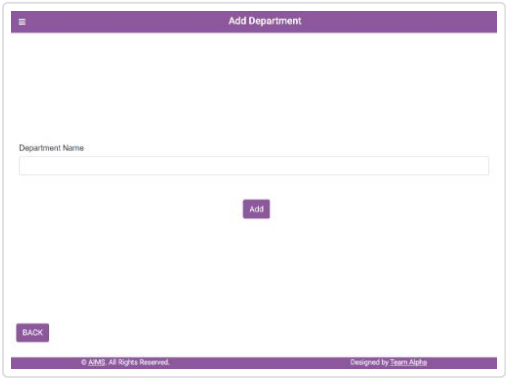 Add Department
Department Name
Add
BACK
© AIMS. All Rights Reserved. Designed by Team Alpha